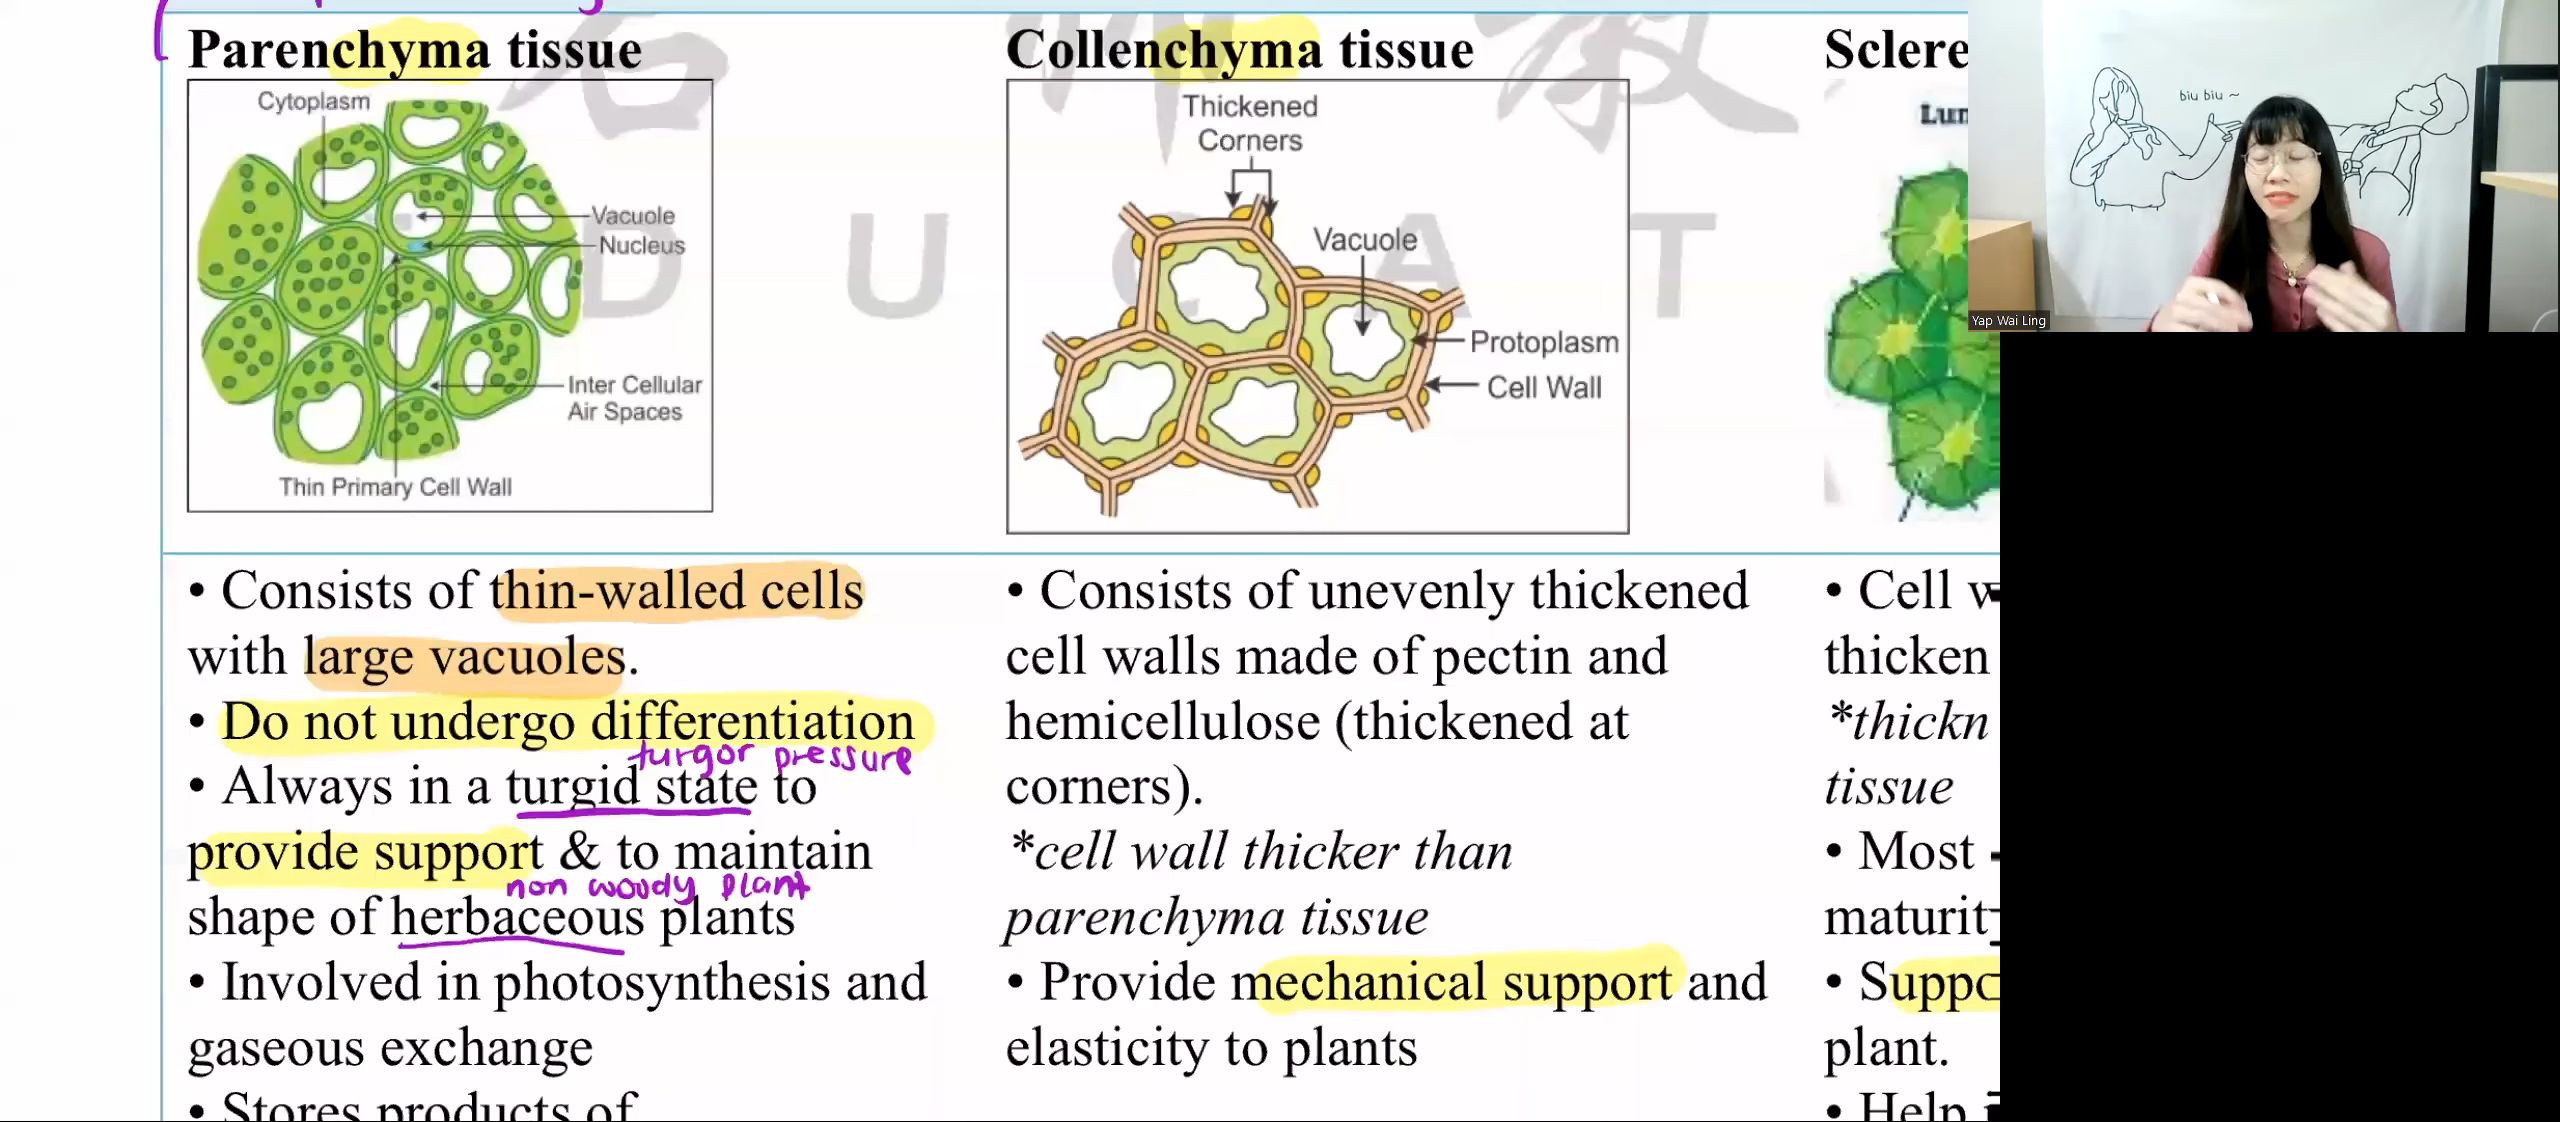 Parenchyma tissue
Cytoplasm
Vacuole
Nucleus
Inter Cellular
Air Spaces
Thin Primary Cell Wall
• Consists of thin-walled cells
with large vacuoles.
• Do not undergo differentiation
turgor pressure
• Always in a turgid state to
provide support & to maintain
non woody plant
shape of herbaceous plants
• Involved in photosynthesis and
gaseous exchange
• Stores products of
Collenchyma tissue
Thickened
Corners
Vacuole
Protoplasm
Cell Wall
• Consists of unevenly thickened
cell walls made of pectin and
hemicellulose (thickened at
corners).
*cell wall thicker than
parenchyma tissue
• Provide mechanical support and
elasticity to plants
Sclere
Lum
• Cell w
thicken
*thickn
tissue
• Most
maturit
• Suppo
plant.
• Help i
biu biu ~
Yap Wai Ling
D U C A T